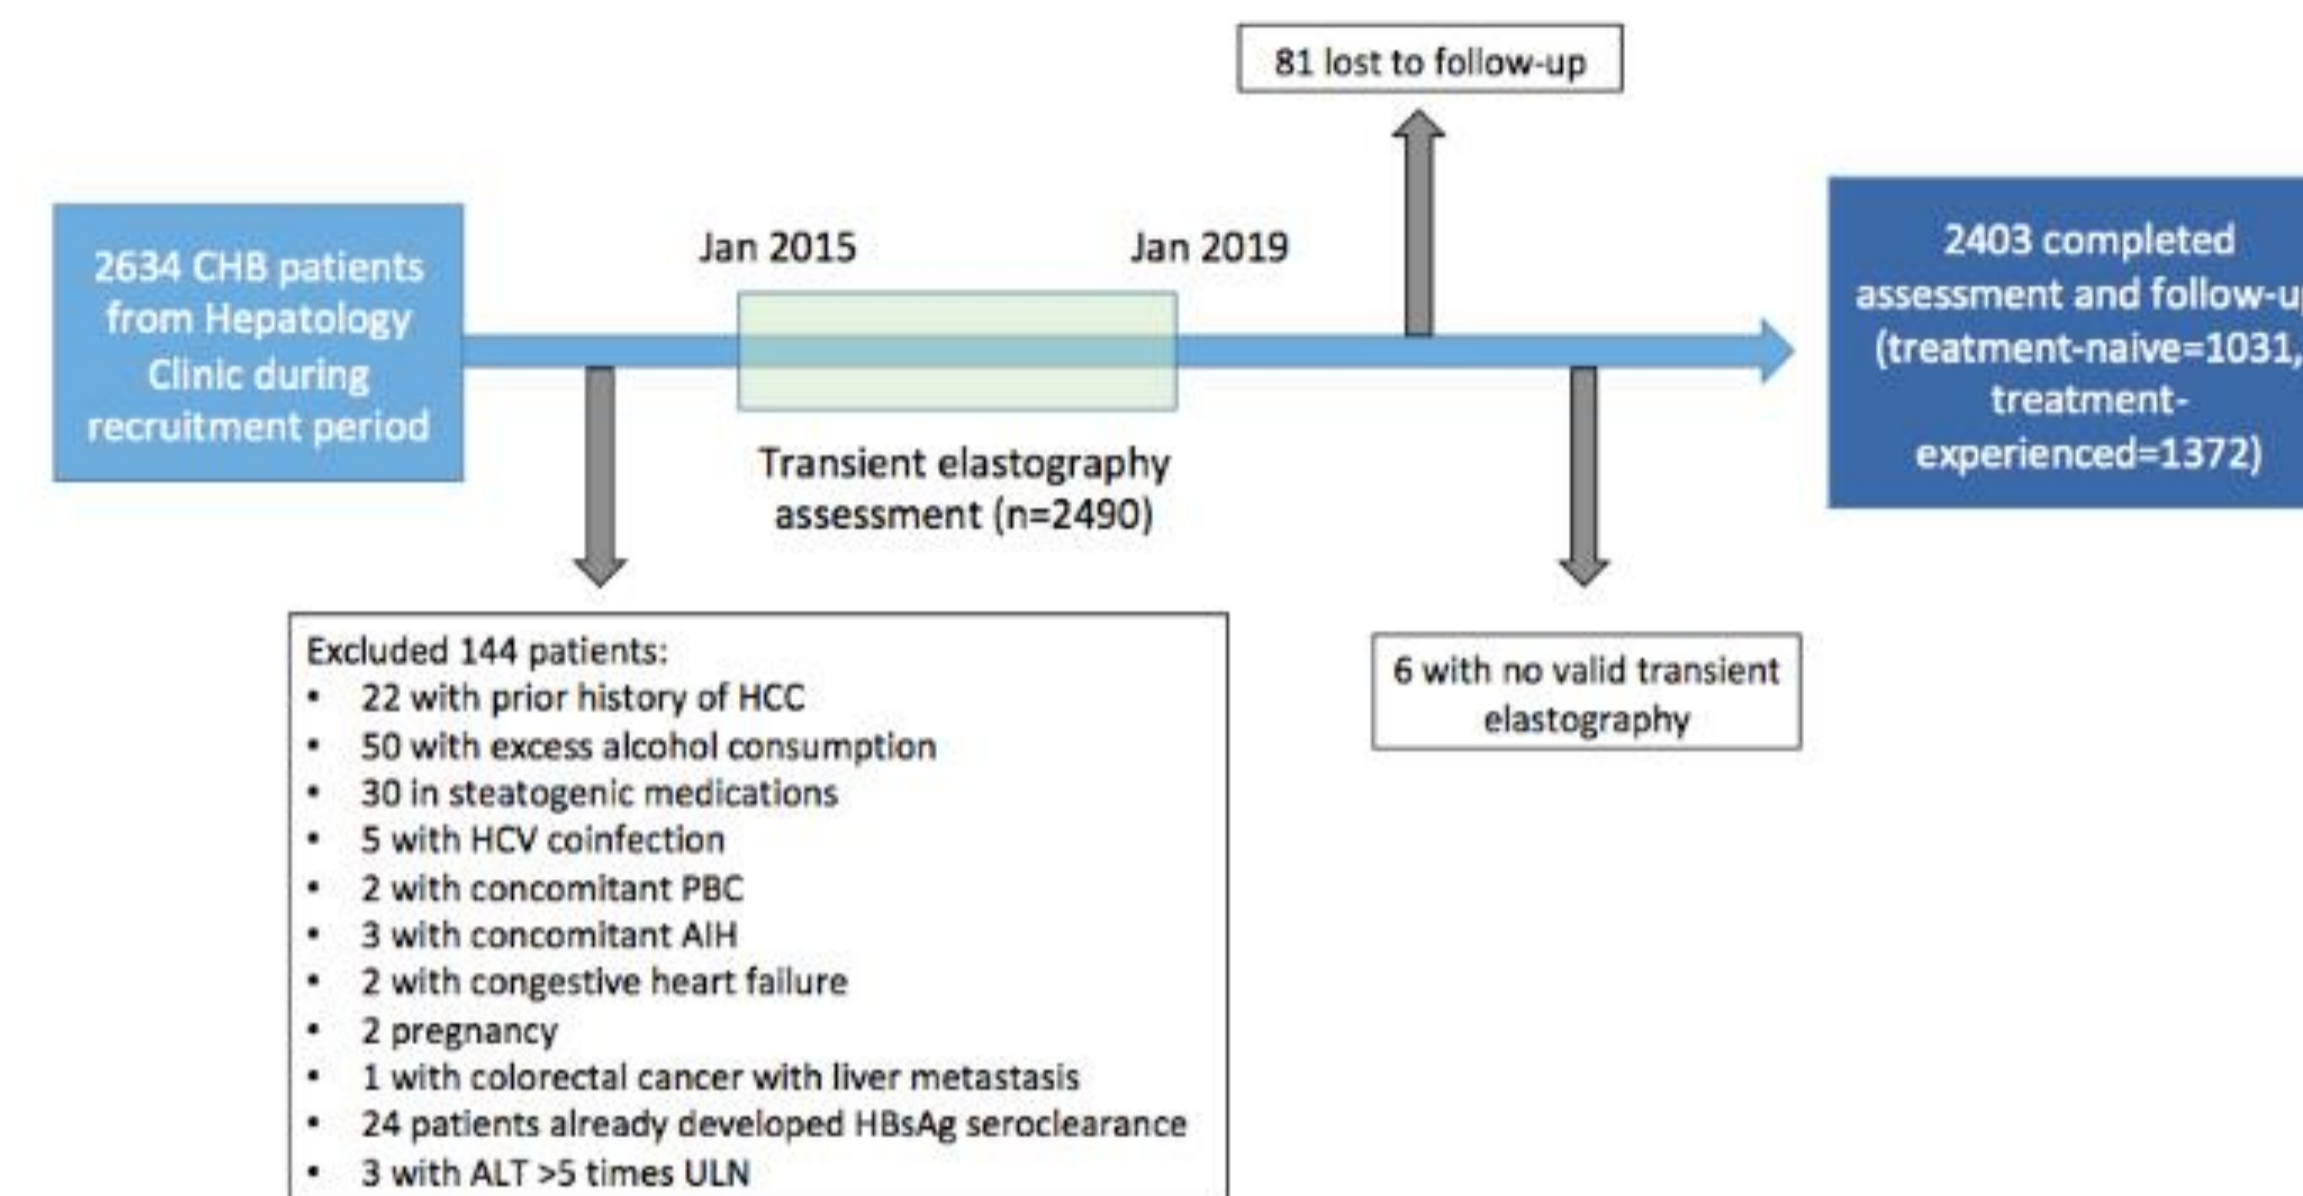 81 lost to follow-up
2634 CHB patients
from Hepatology
Clinic during
recruitment period
Jan 2015
Jan 2019
Transient elastography
assessment (n=2490)
2403 completed
assessment and follow-up
(treatment-naive=1031,
treatment-
experienced=1372)
Excluded 144 patients:
• 22 with prior history of HCC
• 50 with excess alcohol consumption
• 30 in steatogenic medications
• 5 with HCV coinfection
• 2 with concomitant PBC
• 3 with concomitant AIH
• 2 with congestive heart failure
• 2 pregnancy
• 1 with colorectal cancer with liver metastasis
• 24 patients already developed HBsAg seroclearance
• 3 with ALT >5 times ULN
6 with no valid transient
elastography